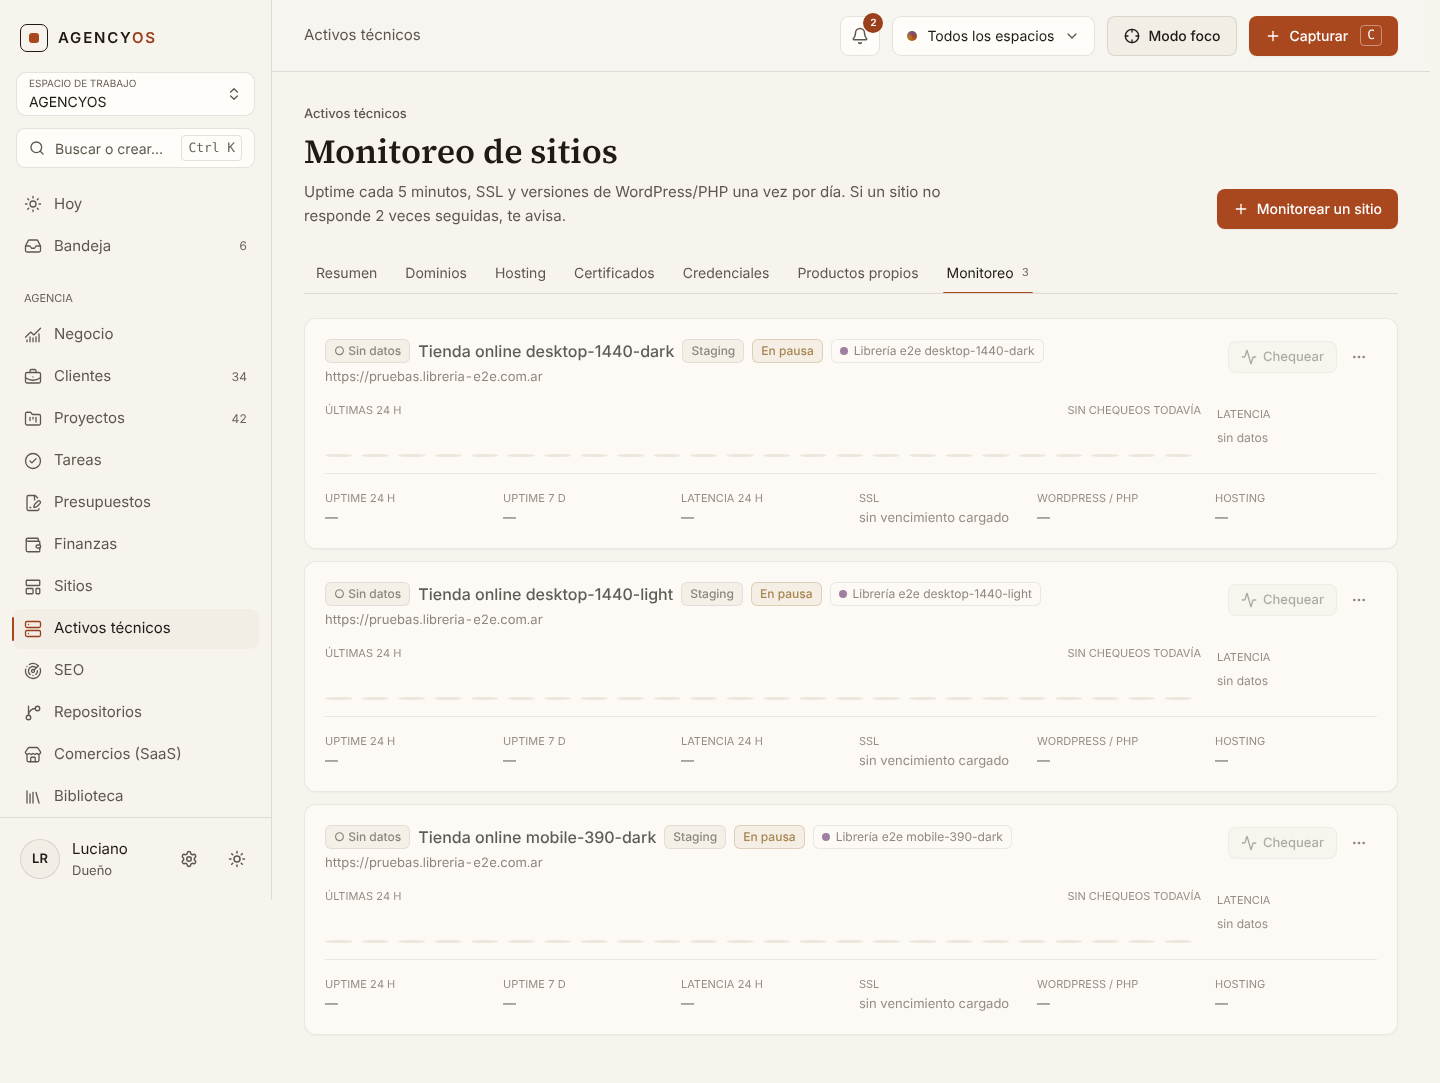 AGENCYOS
ESPACIO DE TRABAJO
AGENCYOS
Buscar o crear... Ctrl K
Hoy
Bandeja 6
AGENCIA
Negocio
Clientes 34
Proyectos 42
Tareas
Presupuestos
Finanzas
Sitios
Activos técnicos
SEO
Repositorios
Comercios (SaaS)
Biblioteca
LR Luciano
Dueño
Activos técnicos
2
Todos los espacios
Modo foco
+ Capturar C
Activos técnicos
Monitoreo de sitios
Uptime cada 5 minutos, SSL y versiones de WordPress/PHP una vez por día. Si un sitio no
responde 2 veces seguidas, te avisa.
+ Monitorear un sitio
Resumen Dominios Hosting Certificados Credenciales Productos propios Monitoreo 3
Sin datos Tienda online desktop-1440-dark Staging En pausa Librería e2e desktop-1440-dark Chequear ...
https://pruebas.libreria-e2e.com.ar
ÚLTIMAS 24 H SIN CHEQUEOS TODAVÍA LATENCIA
sin datos
UPTIME 24 H UPTIME 7 D LATENCIA 24 H SSL WORDPRESS / PHP HOSTING
— — — sin vencimiento cargado — —
Sin datos Tienda online desktop-1440-light Staging En pausa Librería e2e desktop-1440-light Chequear ...
https://pruebas.libreria-e2e.com.ar
ÚLTIMAS 24 H SIN CHEQUEOS TODAVÍA LATENCIA
sin datos
UPTIME 24 H UPTIME 7 D LATENCIA 24 H SSL WORDPRESS / PHP HOSTING
— — — sin vencimiento cargado — —
Sin datos Tienda online mobile-390-dark Staging En pausa Librería e2e mobile-390-dark Chequear ...
https://pruebas.libreria-e2e.com.ar
ÚLTIMAS 24 H SIN CHEQUEOS TODAVÍA LATENCIA
sin datos
UPTIME 24 H UPTIME 7 D LATENCIA 24 H SSL WORDPRESS / PHP HOSTING
— — — sin vencimiento cargado — —